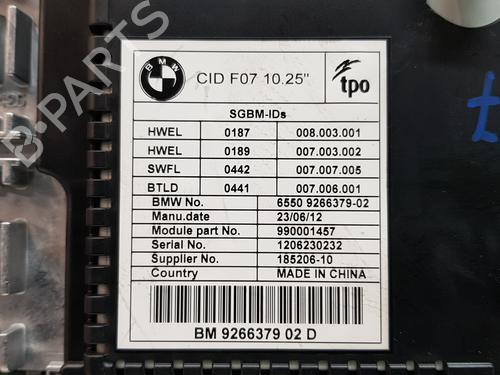 BMW
CID F07 10.25"
tpo
SGBM-IDs
HWEL 0187 008.003.001
HWEL 0189 007.003.002
SWFL 0442 007.007.005
BTLD 0441 007.006.001
BMW No. 6550 9266379-02
Manu.date 23/06/12
Module part No. 990001457
Serial No. 1206230232
Supplier No. 185206-10
Country MADE IN CHINA
BM 9266379 02 D